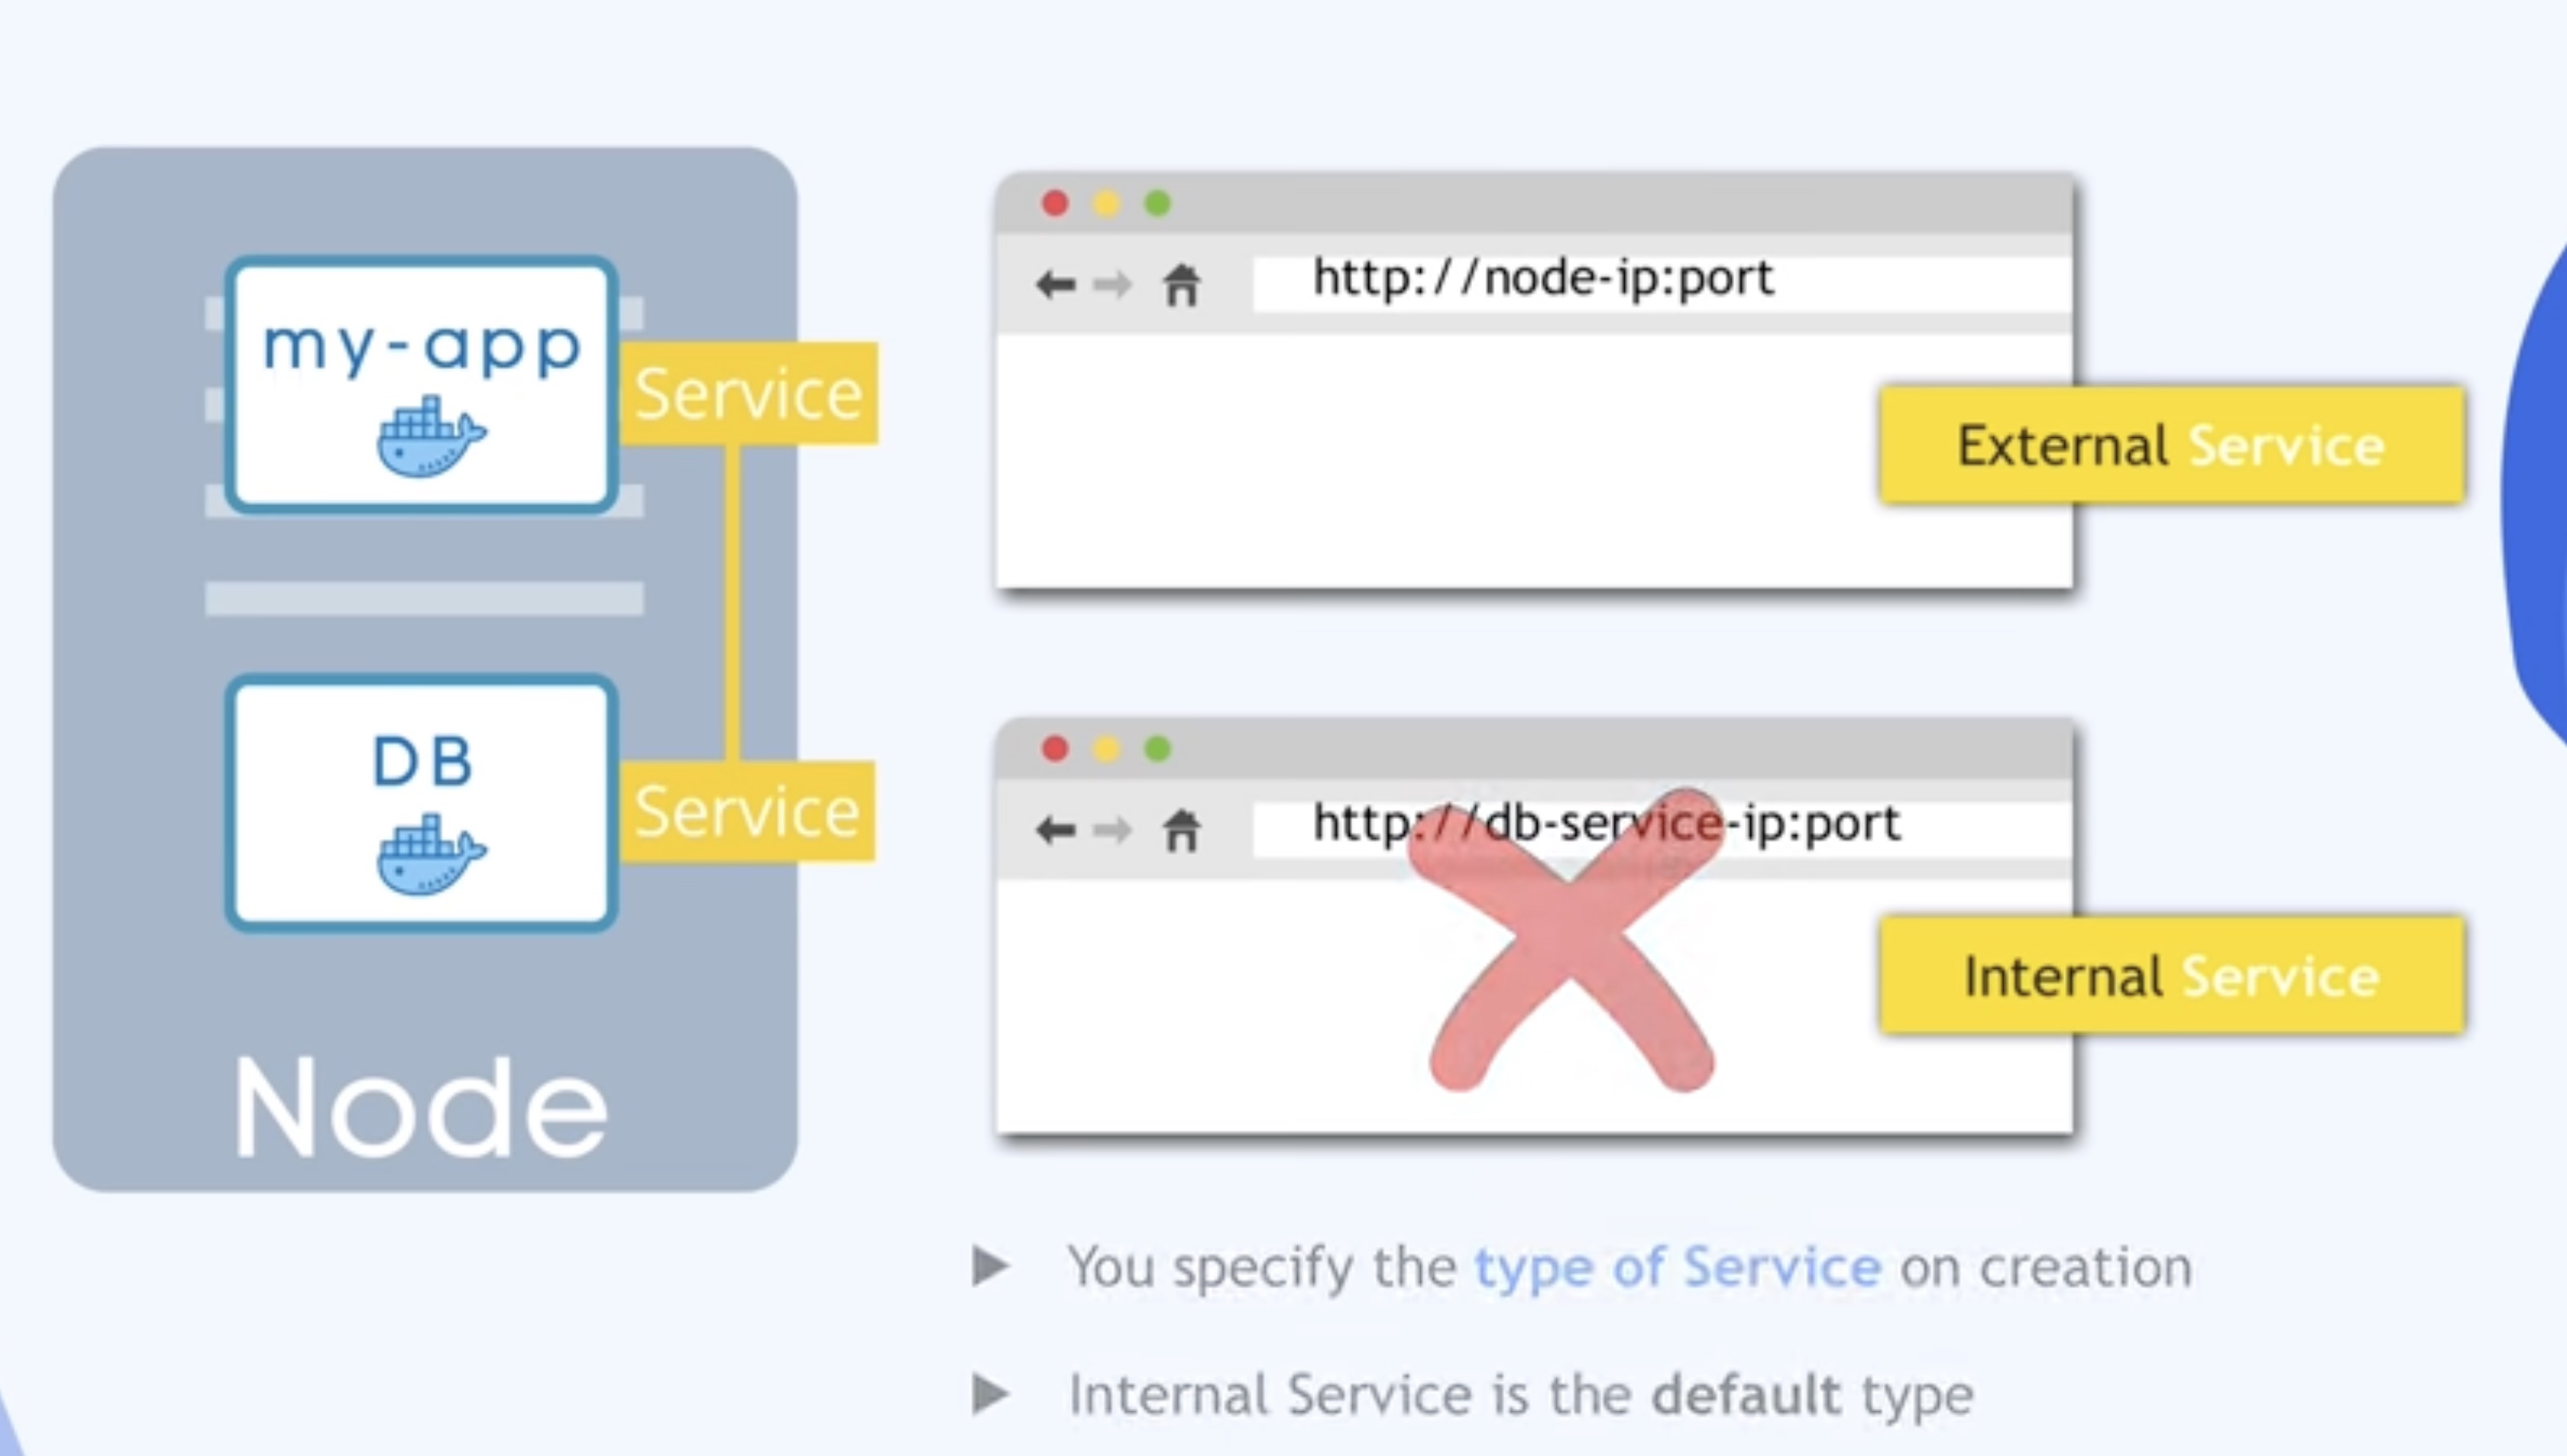 my-app
Service
DB
Service
Node
http://node-ip:port
External Service
http://db-service-ip:port
Internal Service
You specify the type of Service on creation
Internal Service is the default type